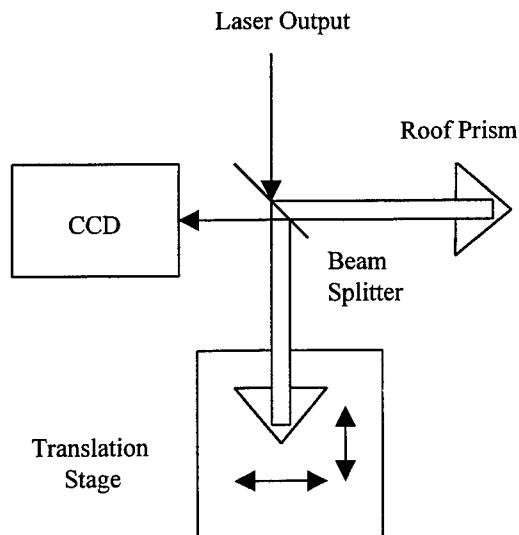 Laser Output
Roof Prism
CCD
Beam
Splitter
Translation
Stage